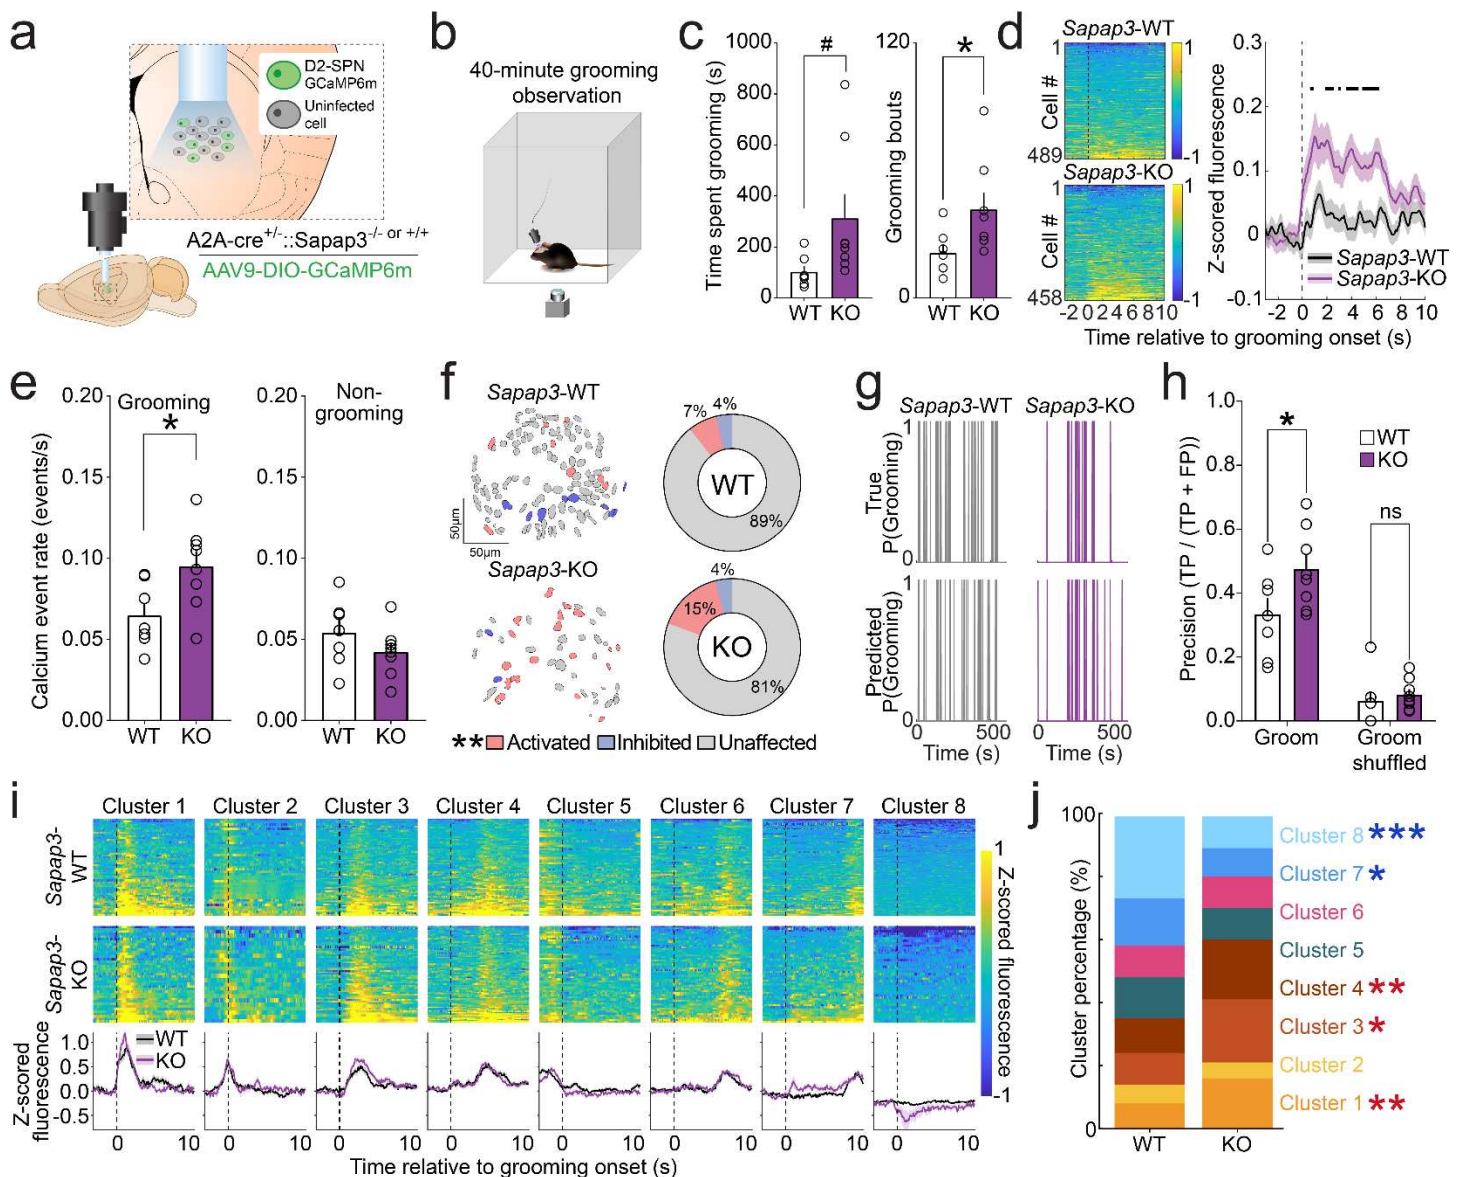 a
D2-SPN
GCaMP6m
Uninfected
cell
A2A-cre+/-::Sapap3-/- or +/+
AAV9-DIO-GCaMP6m
b
40-minute grooming
observation
c
Time spent grooming (s)
1000
800
600
400
200
0
#
WT KO
Grooming bouts
120
0
*
WT KO
d
Sapap3-WT
Cell #
1
489
1
-1
Sapap3-KO
Cell #
1
458
1
-1
-2 0 2 4 6 8 10
Z-scored fluorescence
0.3
0.2
0.1
0
-0.1
Sapap3-WT
Sapap3-KO
0 2 4 6 8 10
Time relative to grooming onset (s)
e
Calcium event rate (events/s)
0.20
0.15
0.10
0.05
0.00
Grooming
*
WT KO
0.20
0.15
0.10
0.05
0.00
Non-
grooming
WT KO
f
Sapap3-WT
50µm
50µm
7%
4%
WT
89%
Sapap3-KO
4%
15%
KO
81%
** Activated Inhibited Unaffected
g
Sapap3-WT Sapap3-KO
True
P(Grooming)
1
1
0
Predicted
P(Grooming)
1
1
0
0 500 0 500
Time (s) Time (s)
h
Precision (TP / (TP + FP))
1.0
0.8
0.6
0.4
0.2
0.0
*
ns
WT
KO
Groom
Groom
shuffled
i
Cluster 1 Cluster 2 Cluster 3 Cluster 4 Cluster 5 Cluster 6 Cluster 7 Cluster 8
Sapap3-
WT
Sapap3-
KO
1
Z-scored fluorescence
-1
Z-scored
fluorescence
1.0
0.5
0.0
-0.5
WT
KO
0 10 0 10 0 10 0 10 0 10 0 10 0 10 0 10
Time relative to grooming onset (s)
j
Cluster percentage (%)
100
0
WT KO
Cluster 8 ***
Cluster 7 *
Cluster 6
Cluster 5
Cluster 4 **
Cluster 3 *
Cluster 2
Cluster 1 **